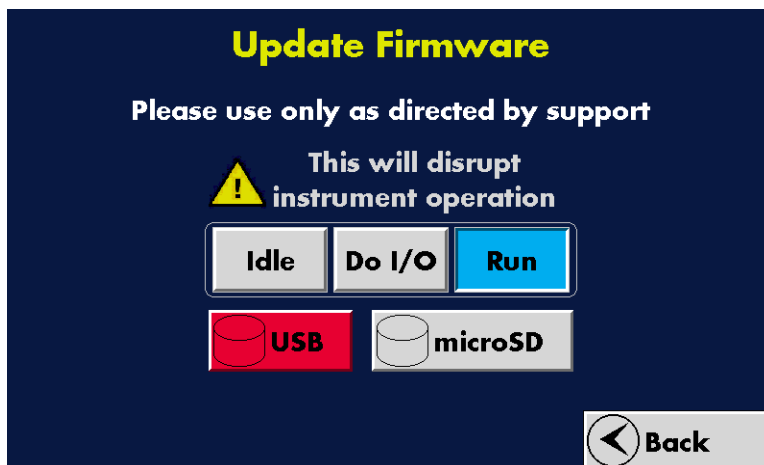 Update Firmware
Please use only as directed by support
This will disrupt
instrument operation
Idle Do I/O Run
USB microSD
Back